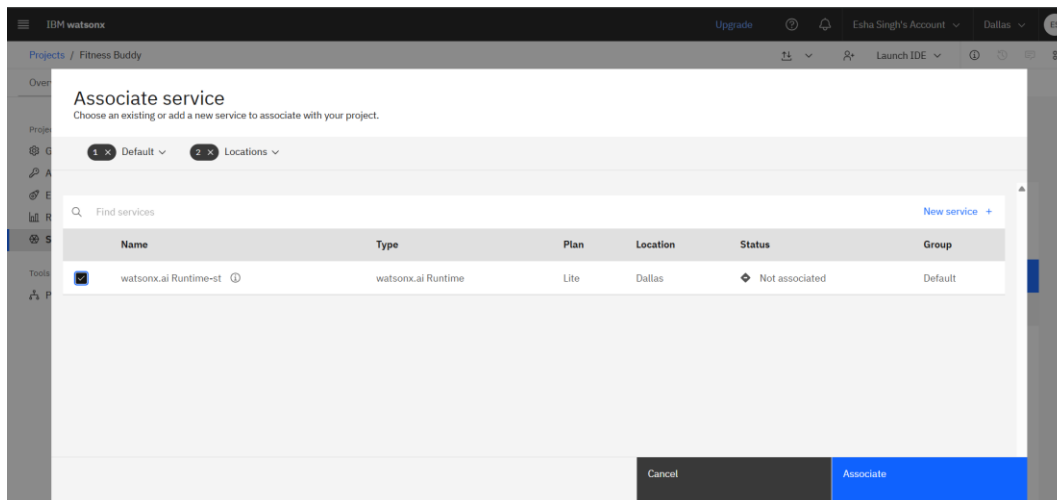 IBM watsonx Upgrade Esha Singh's Account Dallas
Projects / Fitness Buddy Launch IDE
Over
Associate service
Choose an existing or add a new service to associate with your project.
Proje
1 × Default 2 × Locations
G
A
E
Find services New service +
R
S
Name Type Plan Location Status Group
Tools
watsonx.ai Runtime-st watsonx.ai Runtime Lite Dallas Not associated Default
P
Cancel Associate